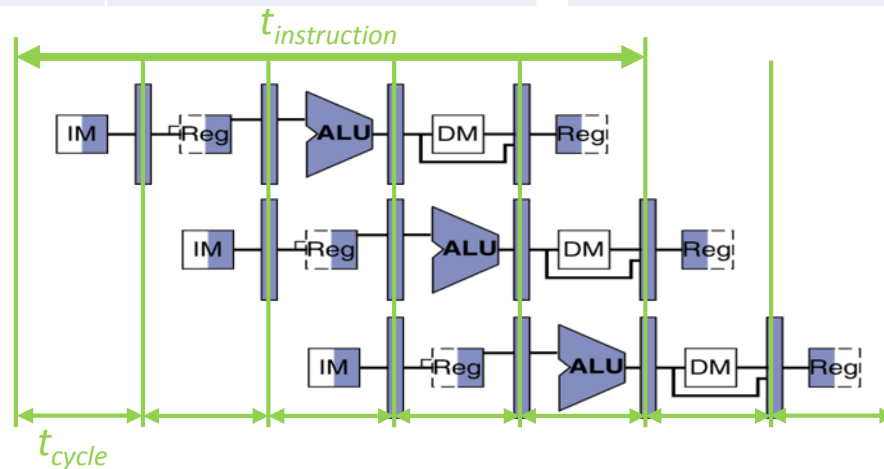 t_instruction
IM Reg ALU DM Reg
IM Reg ALU DM Reg
IM Reg ALU DM Reg
t_cycle